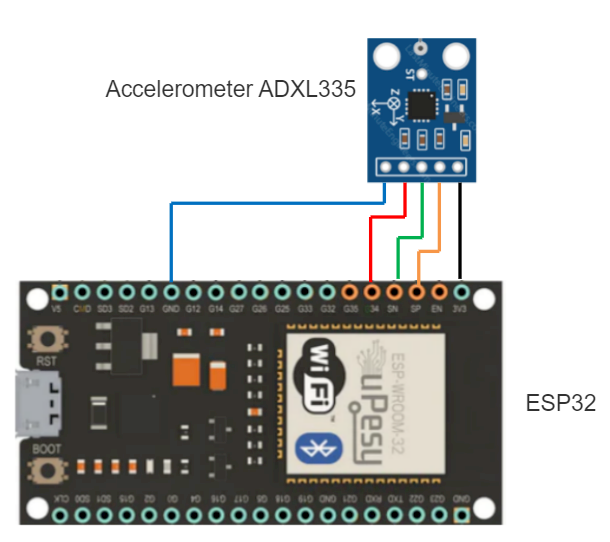 Accelerometer ADXL335
ST
Z
X
Y
V5 CMD SD3 SD2 G13 GND G12 G14 G27 G26 G25 G33 G32 G35 34 SN SP EN 3V3
RST
WiFi
ESP-WROOM-32
uPesy
ESP32
BOOT
CLK SD0 SD1 G15 G2 G0 G4 G16 G17 G5 G18 G19 GND G21 RXD TXD G22 G23 GND